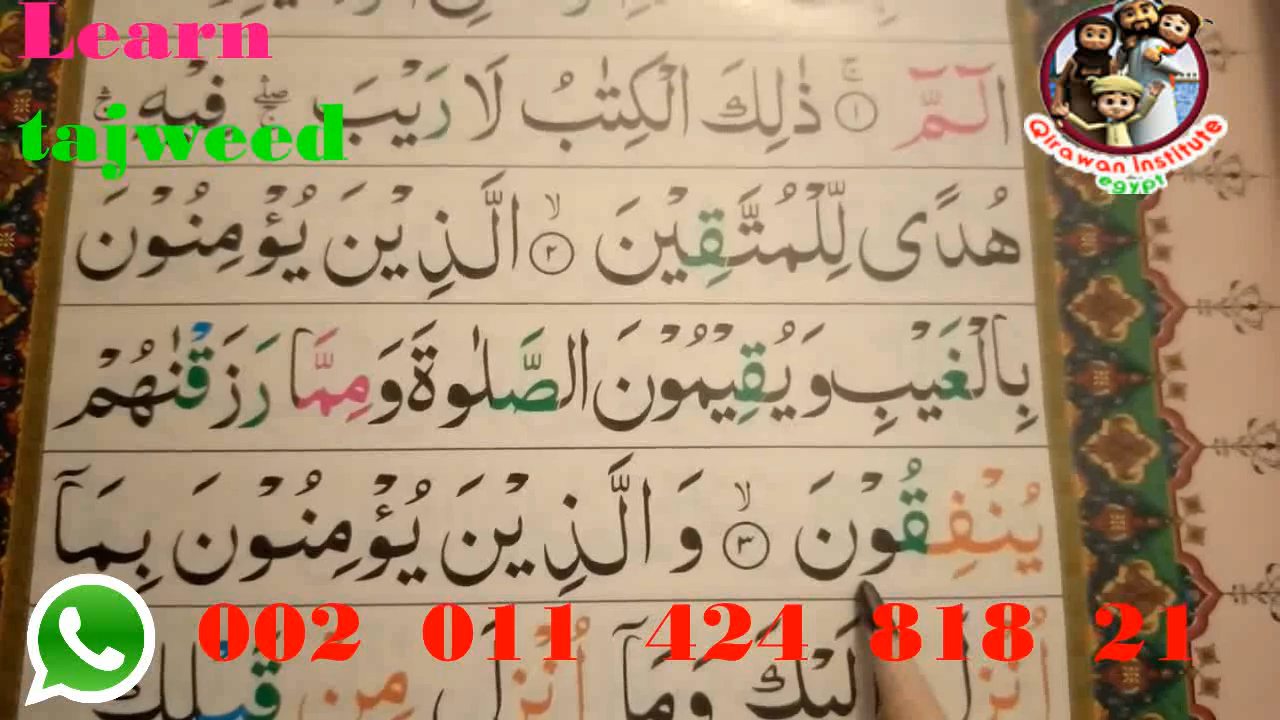 Learn
tajweed
Qirawan institute
egypt
الٓمّٓ ۚ ۝١ ذٰلِكَ الْكِتٰبُ لَا رَيْبَ ۛۖ فِيْهِ ۛ
هُدًى لِّلْمُتَّقِيْنَ ۝٢ۙ الَّذِيْنَ يُؤْمِنُوْنَ
بِالْغَيْبِ وَيُقِيْمُوْنَ الصَّلٰوةَ وَمِمَّا رَزَقْنٰهُمْ
يُنْفِقُوْنَ ۝٣ۙ وَالَّذِيْنَ يُؤْمِنُوْنَ بِمَآ
اُنْزِلَ اِلَيْكَ وَمَآ اُنْزِلَ مِنْ قَبْلِكَ
002 011 424 818 21